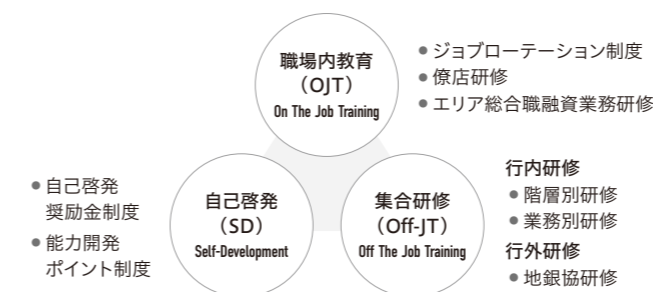 職場内教育
（OJT）
On The Job Training
● ジョブローテーション制度
● 僚店研修
● エリア総合職融資業務研修
● 自己啓発
奨励金制度
● 能力開発
ポイント制度
自己啓発
（SD）
Self-Development
集合研修
（Off-JT）
Off The Job Training
行内研修
● 階層別研修
● 業務別研修
行外研修
● 地銀協研修